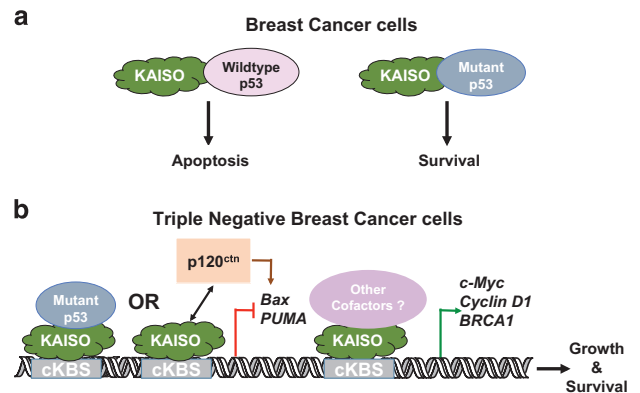 a
Breast Cancer cells
KAISO
Wildtype
p53
KAISO
Mutant
p53
Apoptosis
Survival
b
Triple Negative Breast Cancer cells
Mutant
p53
KAISO
cKBS
OR
p120ctn
KAISO
Bax
PUMA
Other
Cofactors ?
KAISO
cKBS
c-Myc
Cyclin D1
BRCA1
Growth
&
Survival